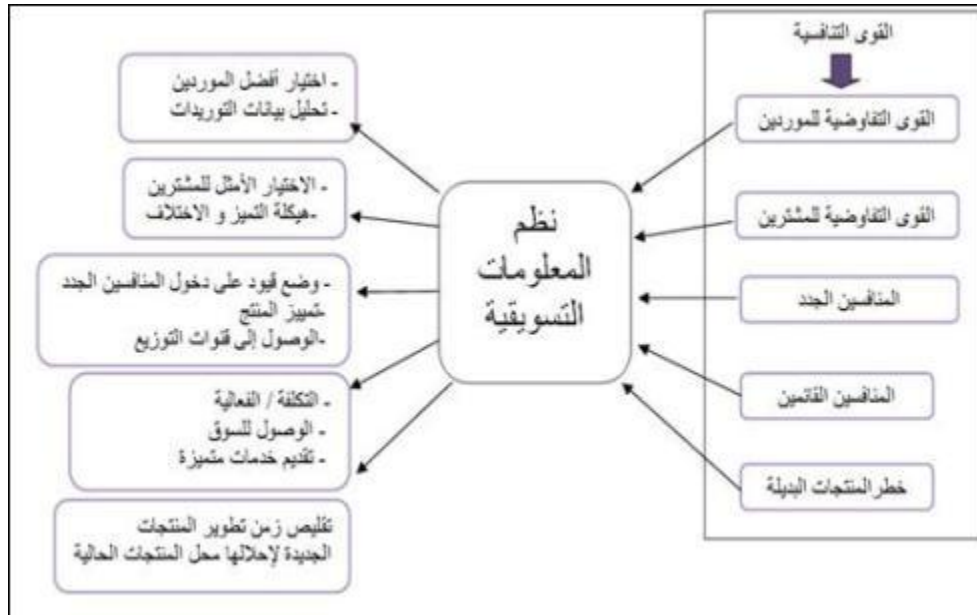 القوى التنافسية
القوى التفاوضية للموردين
القوى التفاوضية للمشترين
المنافسين الجدد
المنافسين القائمين
خطر المنتجات البديلة
نظم
المعلومات
التسويقية
- اختيار أفضل الموردين
- تحليل بيانات التوريدات
- الاختيار الأمثل للمشترين
-هيكلة التميز و الاختلاف
- وضع قيود على دخول المنافسين الجدد
-تمييز المنتج
-الوصول إلى قنوات التوزيع
- التكلفة / الفعالية
- الوصول للسوق
- تقديم خدمات متميزة
تقليص زمن تطوير المنتجات
الجديدة لإحلالها محل المنتجات الحالية